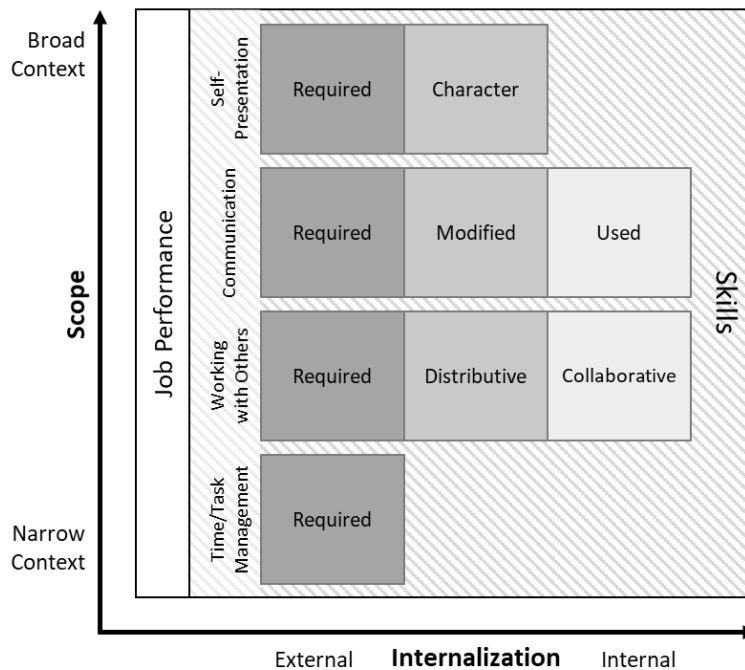 Broad
Context
Self-
Presentation
Required
Character
Communication
Required
Modified
Used
Scope
Job Performance
Skills
Working
with Others
Required
Distributive
Collaborative
Time/Task
Management
Required
Narrow
Context
External
Internalization
Internal